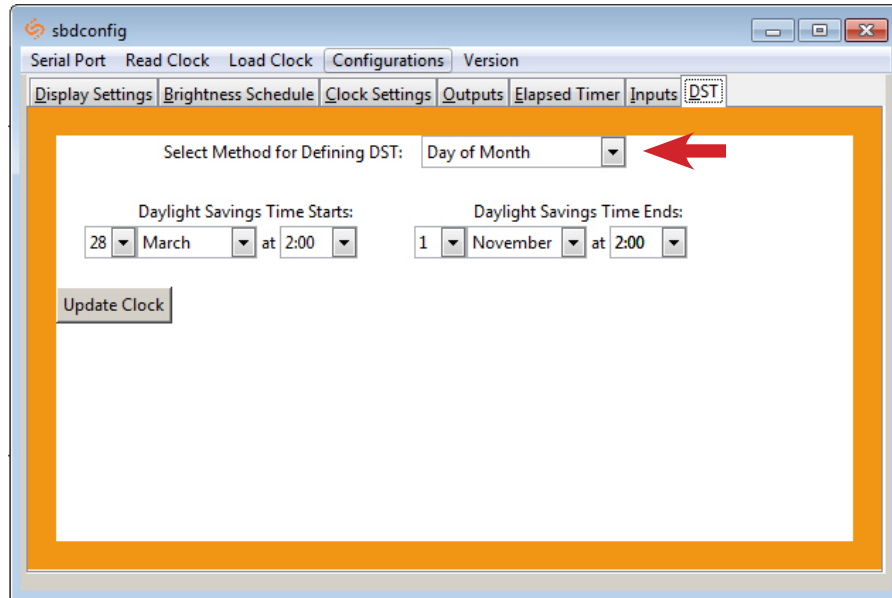 sbdconfig
Serial Port Read Clock Load Clock Configurations Version
Display Settings Brightness Schedule Clock Settings Outputs Elapsed Timer Inputs DST
Select Method for Defining DST: Day of Month
Daylight Savings Time Starts: Daylight Savings Time Ends:
28 March at 2:00 1 November at 2:00
Update Clock